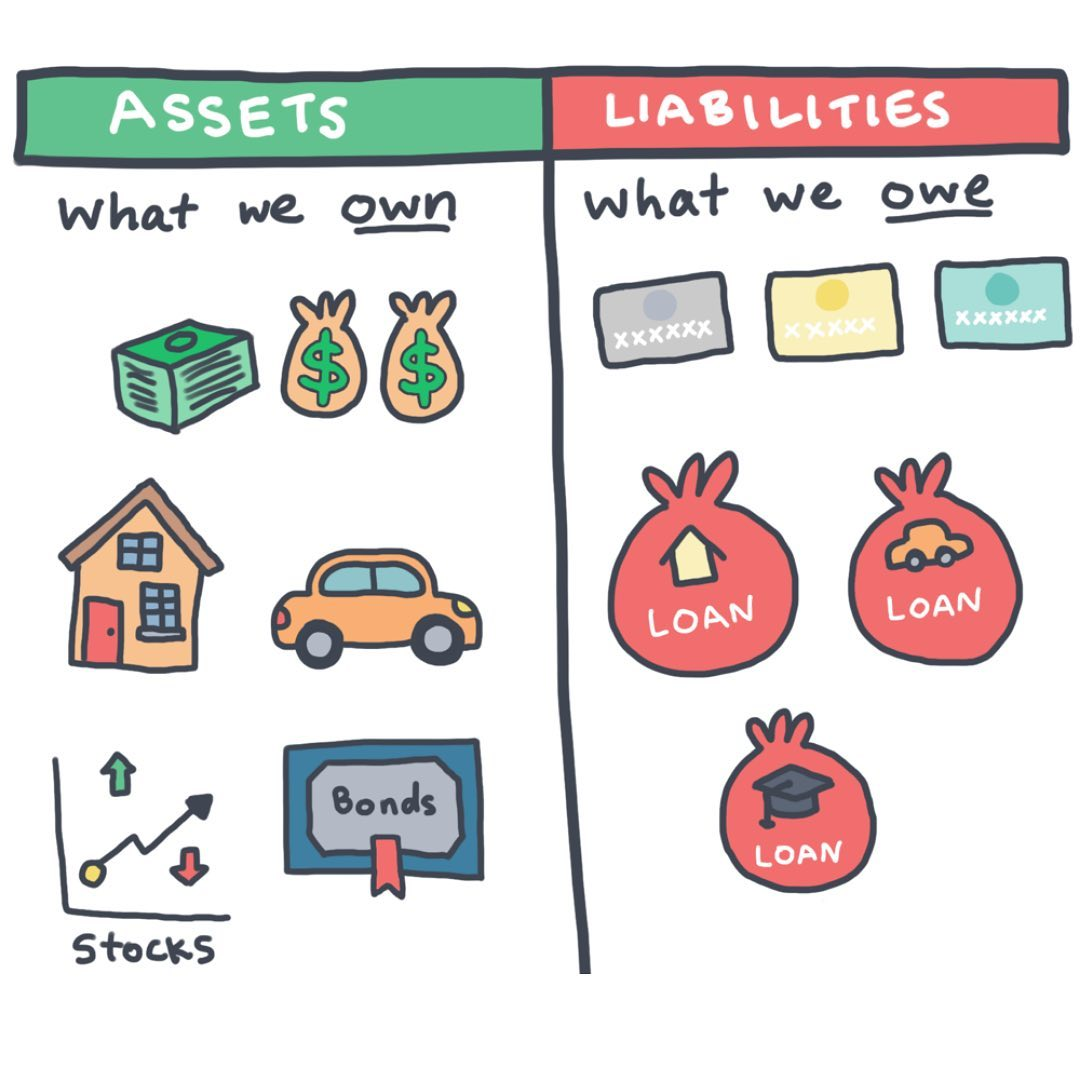 ASSETS
LIABILITIES
What we own
What we owe
$ $
xxxxxx
xxxxx
xxxxxx
LOAN
LOAN
Bonds
LOAN
Stocks